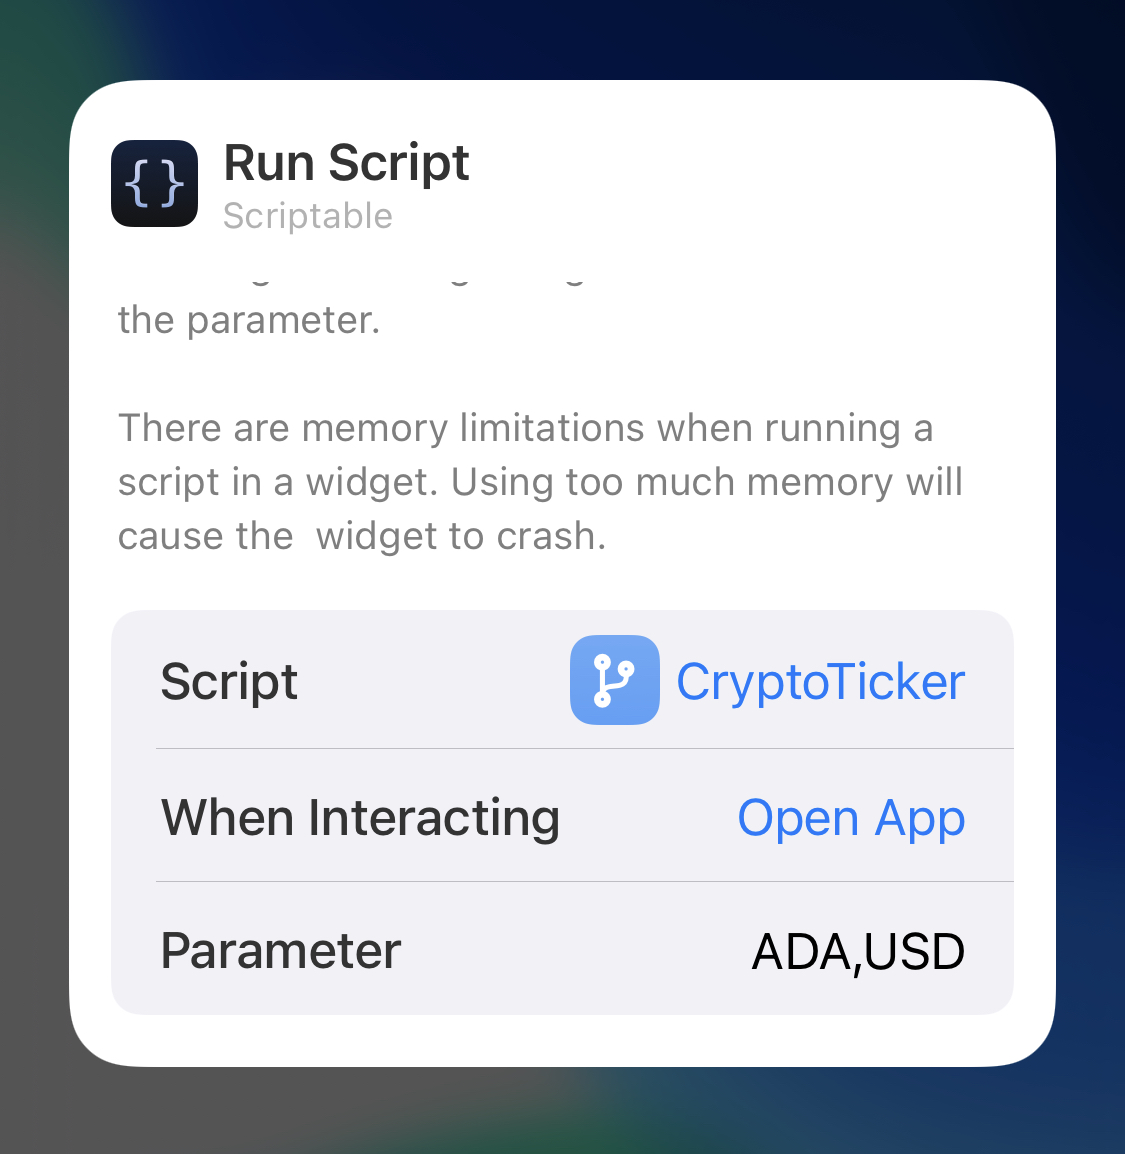 { }
Run Script
Scriptable
the parameter.
There are memory limitations when running a
script in a widget. Using too much memory will
cause the  widget to crash.
Script CryptoTicker
When Interacting Open App
Parameter ADA,USD